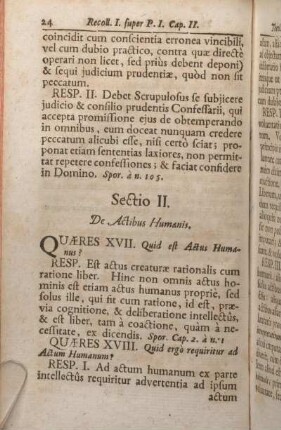 24 Recoll. I. super P. I. Cap. II.
coincidit cum conscientia erronea vincibili,
vel cum dubio practico, contra quæ directè
operari non licet, sed priùs debent deponi)
& sequi judicium prudentiæ, quòd non sit
peccatum.
RESP. II. Debet Scrupulosus se subjicere
judicio & consilio prudentis Confessarii, qui
accepta promissione ejus de obtemperando
in omnibus, eum doceat nunquam credere
peccatum alicubi esse, nisi certò sciat; pro-
ponat etiam sententias laxiores, non permit-
tat repetere confessiones; & faciat confidere
in Domino. Spor. à n. 105.
Sectio II.
De Actibus Humanis.
QUÆRES XVII. Quid est Actus Huma-
nus?
RESP. Est actus creaturæ rationalis cum
ratione liber. Hinc non omnis actus ho-
minis est etiam actus humanus propriè, sed
solus ille, qui fit cum ratione, id est, præ-
via cognitione, & deliberatione intellectûs,
& est liber, tam à coactione, quàm à ne-
cessitate, ex dicendis. Spor. Cap. 2. à n. 1
QUÆRES XVIII. Quid ergo requiritur ad
Actum Humanum?
RESP. I. Ad actum humanum ex parte
intellectûs requiritur advertentia ad ipsum
actum